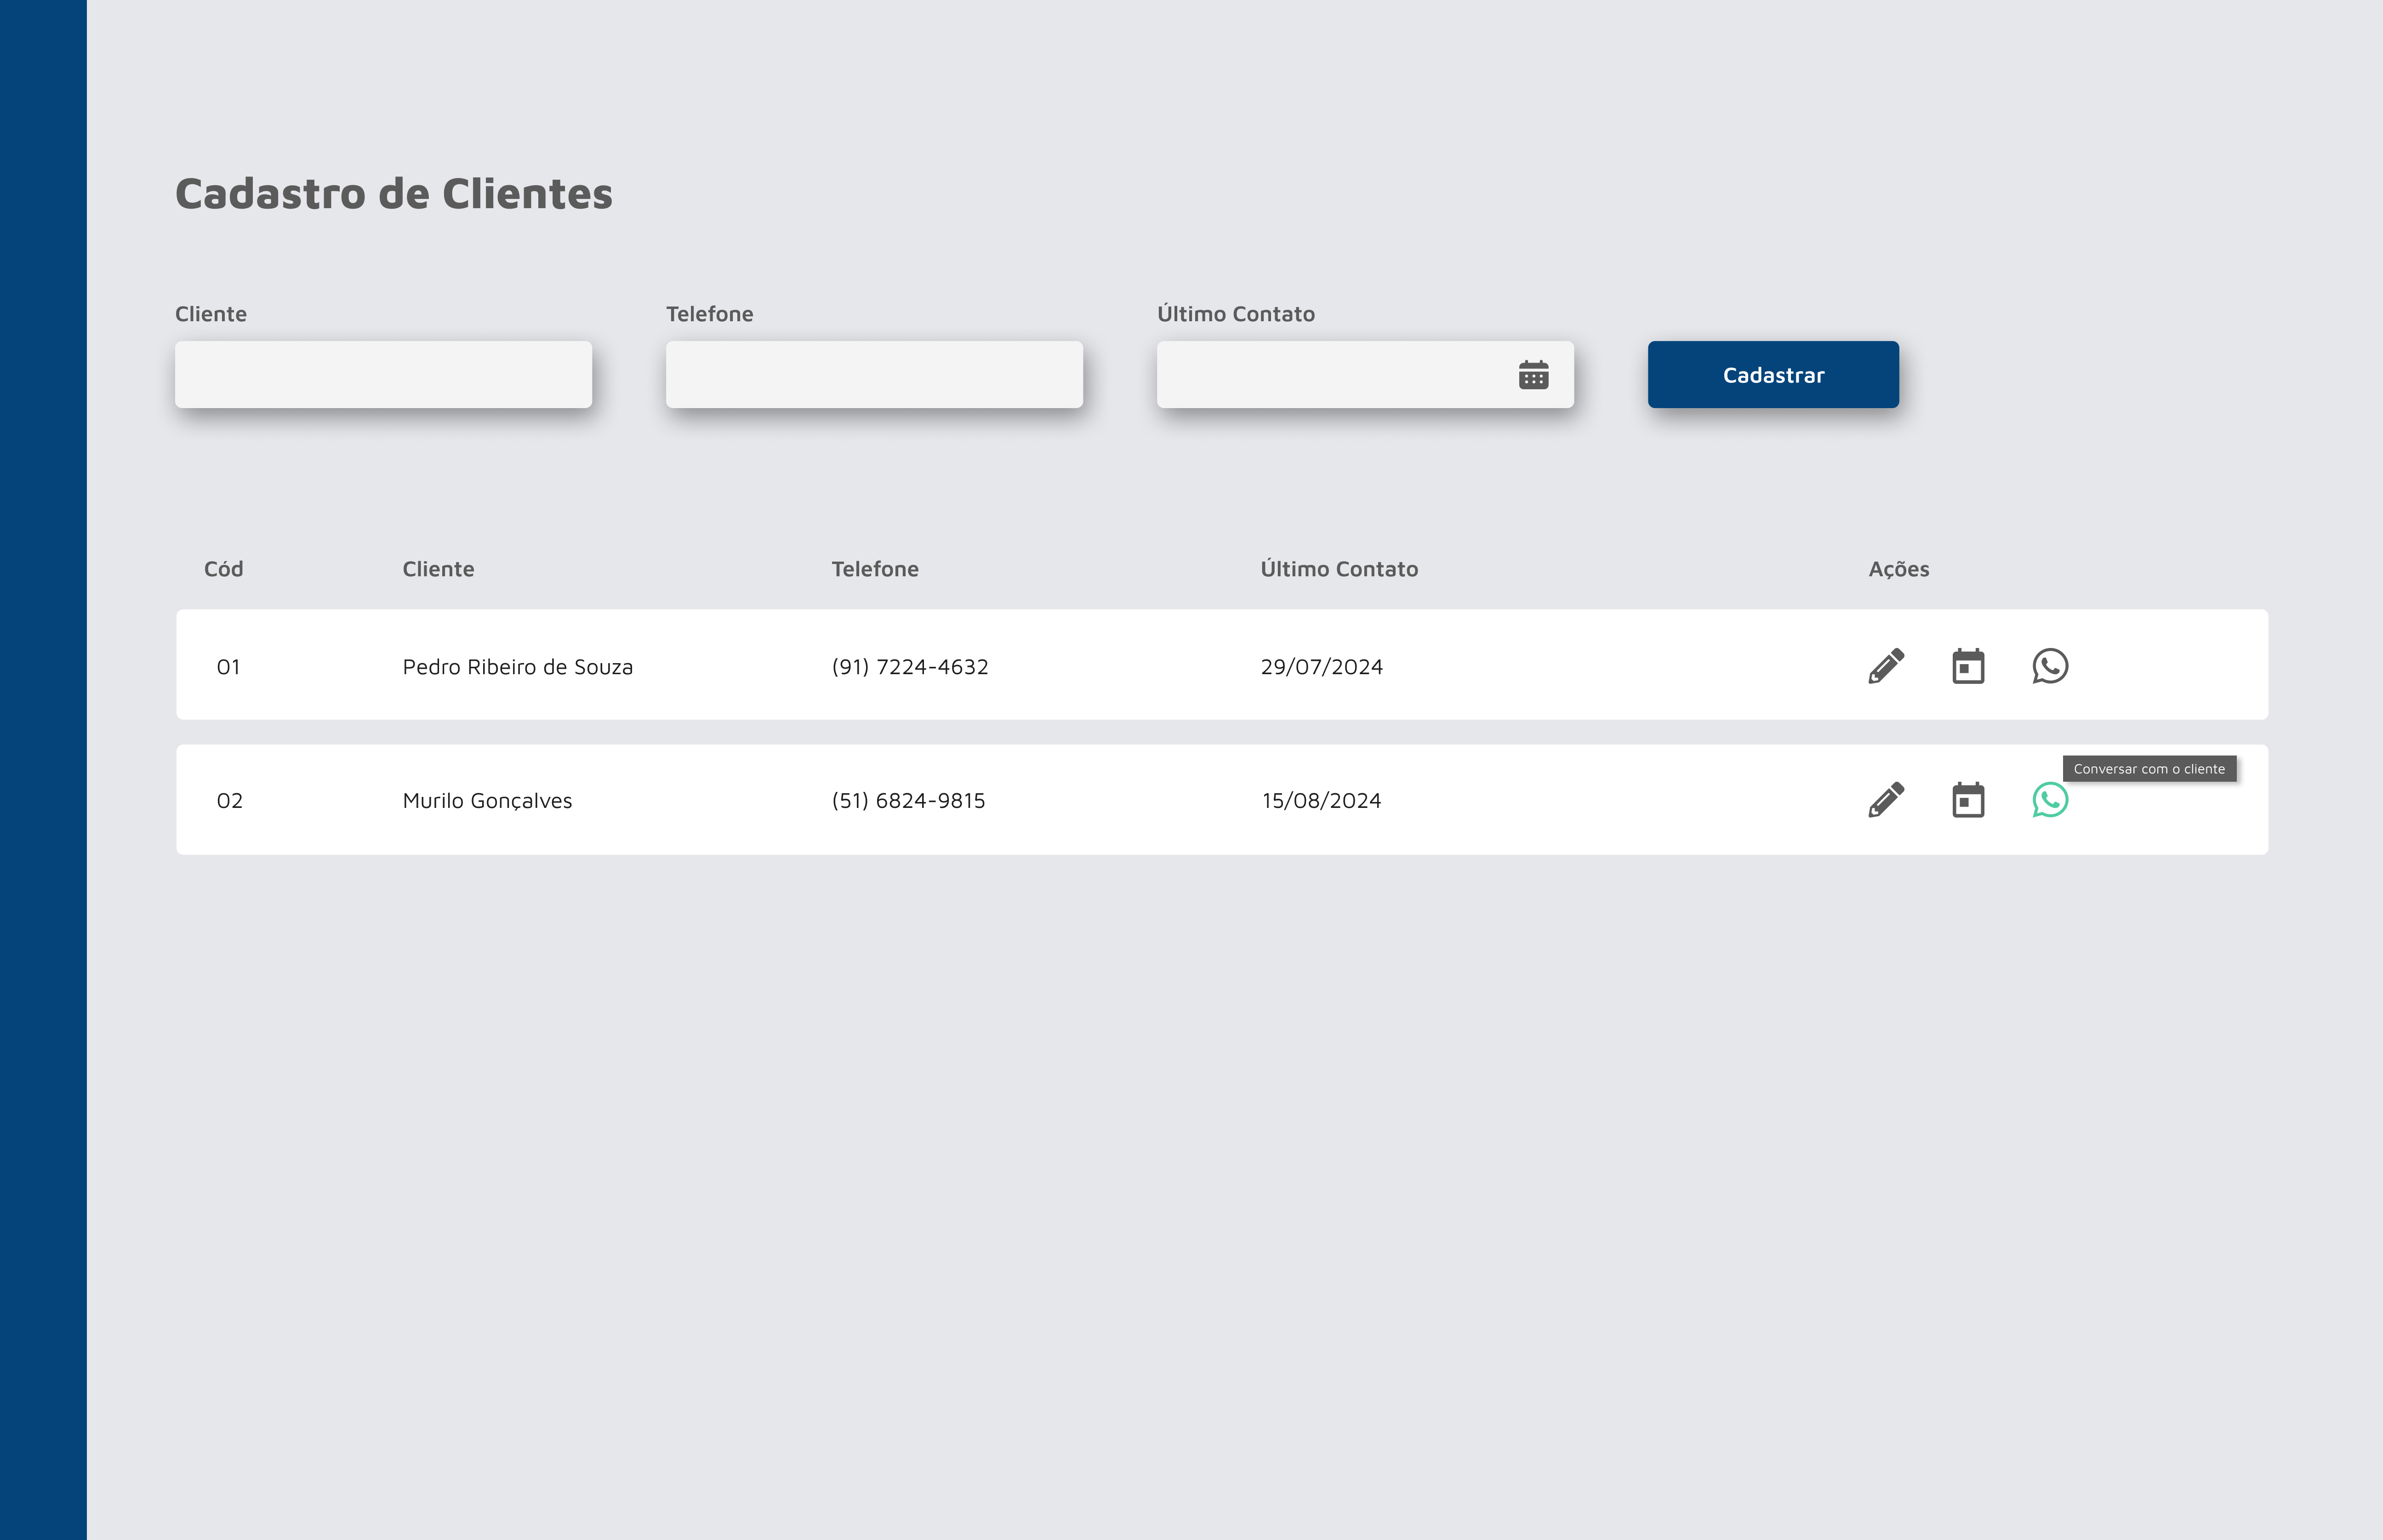 Cadastro de Clientes
Cliente Telefone Último Contato
Cadastrar
Cód Cliente Telefone Último Contato Ações
01 Pedro Ribeiro de Souza (91) 7224-4632 29/07/2024
Conversar com o cliente
02 Murilo Gonçalves (51) 6824-9815 15/08/2024